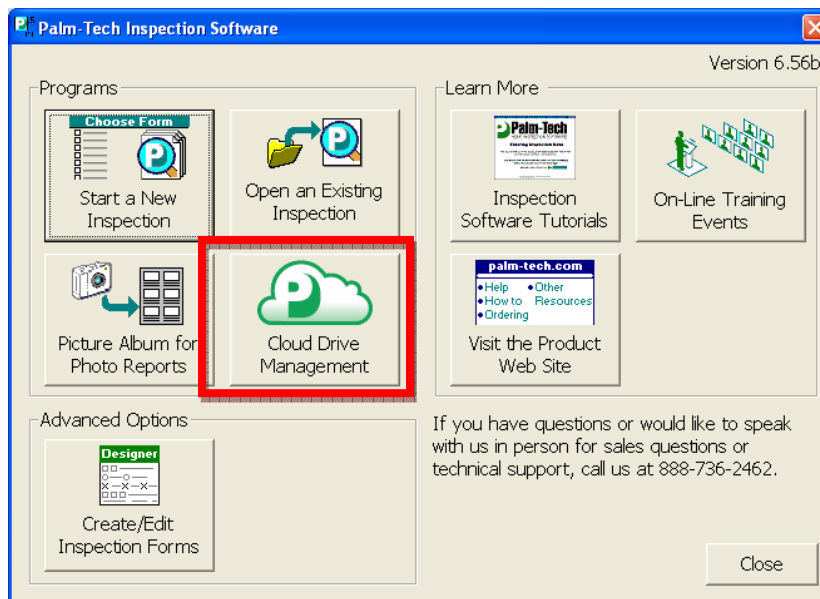 Palm-Tech Inspection Software
Version 6.56b
Programs
Choose Form
Start a New
Inspection
Open an Existing
Inspection
Picture Album for
Photo Reports
Cloud Drive
Management
Learn More
Palm-Tech
Inspection
Software Tutorials
On-Line Training
Events
palm-tech.com
•Help •Other
•How to Resources
•Ordering
Visit the Product
Web Site
Advanced Options
Designer
Create/Edit
Inspection Forms
If you have questions or would like to speak
with us in person for sales questions or
technical support, call us at 888-736-2462.
Close